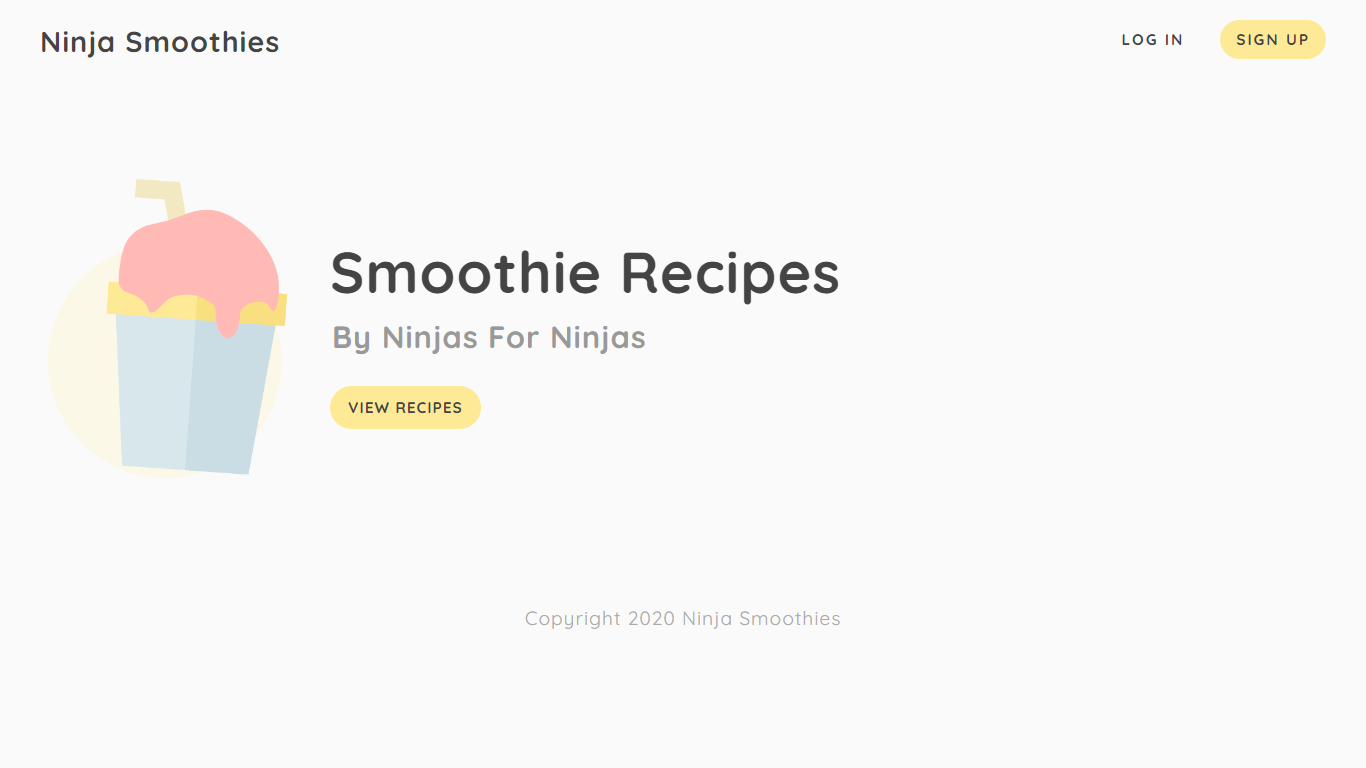 Ninja Smoothies
LOG IN
SIGN UP
Smoothie Recipes
By Ninjas For Ninjas
VIEW RECIPES
Copyright 2020 Ninja Smoothies